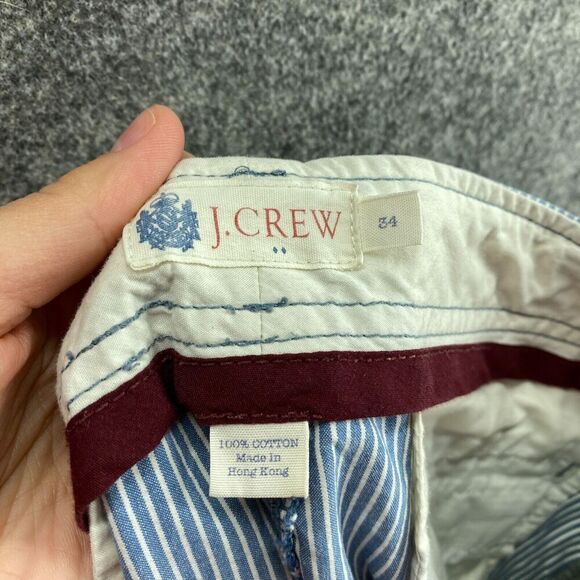 J.CREW
34
100% COTTON
Made in
Hong Kong